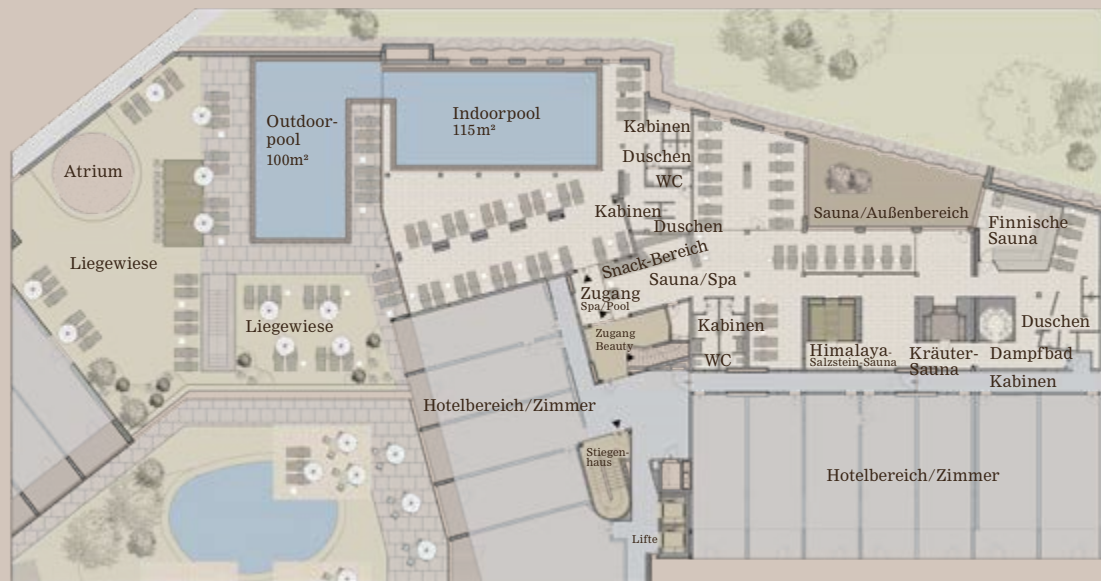 Outdoor-
pool
100m²
Indoorpool
115m²
Kabinen
Duschen
WC
Kabinen
Duschen
Atrium
Liegewiese
Liegewiese
Snack-Bereich
Sauna/Spa
Sauna/Außenbereich
Finnische
Sauna
Zugang
Spa/Pool
Zugang
Beauty
Kabinen
WC
Himalaya-
Salzstein-Sauna
Kräuter-
Sauna
Dampfbad
Duschen
Kabinen
Hotelbereich/Zimmer
Stiegen-
haus
Lifte
Hotelbereich/Zimmer